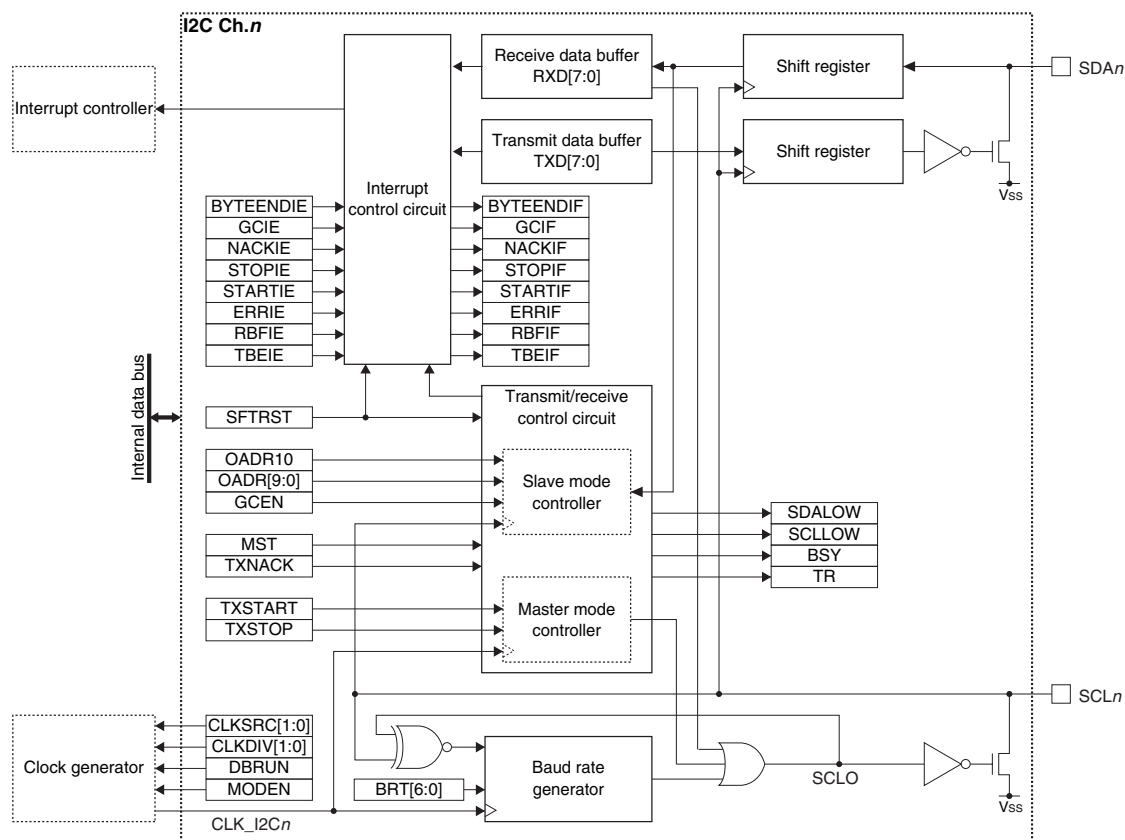 I2C Ch.n
Interrupt controller
Interrupt
control circuit
Receive data buffer
RXD[7:0]
Shift register
SDAn
Transmit data buffer
TXD[7:0]
Shift register
VSS
BYTEENDIE
GCIE
NACKIE
STOPIE
STARTIE
ERRIE
RBFIE
TBEIE
BYTEENDIF
GCIF
NACKIF
STOPIF
STARTIF
ERRIF
RBFIF
TBEIF
Internal data bus
SFTRST
Transmit/receive
control circuit
OADR10
OADR[9:0]
GCEN
Slave mode
controller
MST
TXNACK
SDALOW
SCLLOW
BSY
TR
TXSTART
TXSTOP
Master mode
controller
SCLn
Clock generator
CLKSRC[1:0]
CLKDIV[1:0]
DBRUN
MODEN
CLK_I2Cn
BRT[6:0]
Baud rate
generator
SCLO
VSS